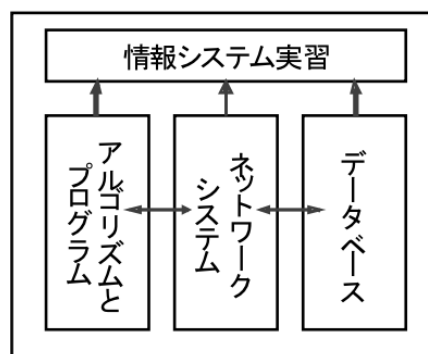 情報システム実習
アルゴリズムと
プログラム
ネットワーク
システム
データベース